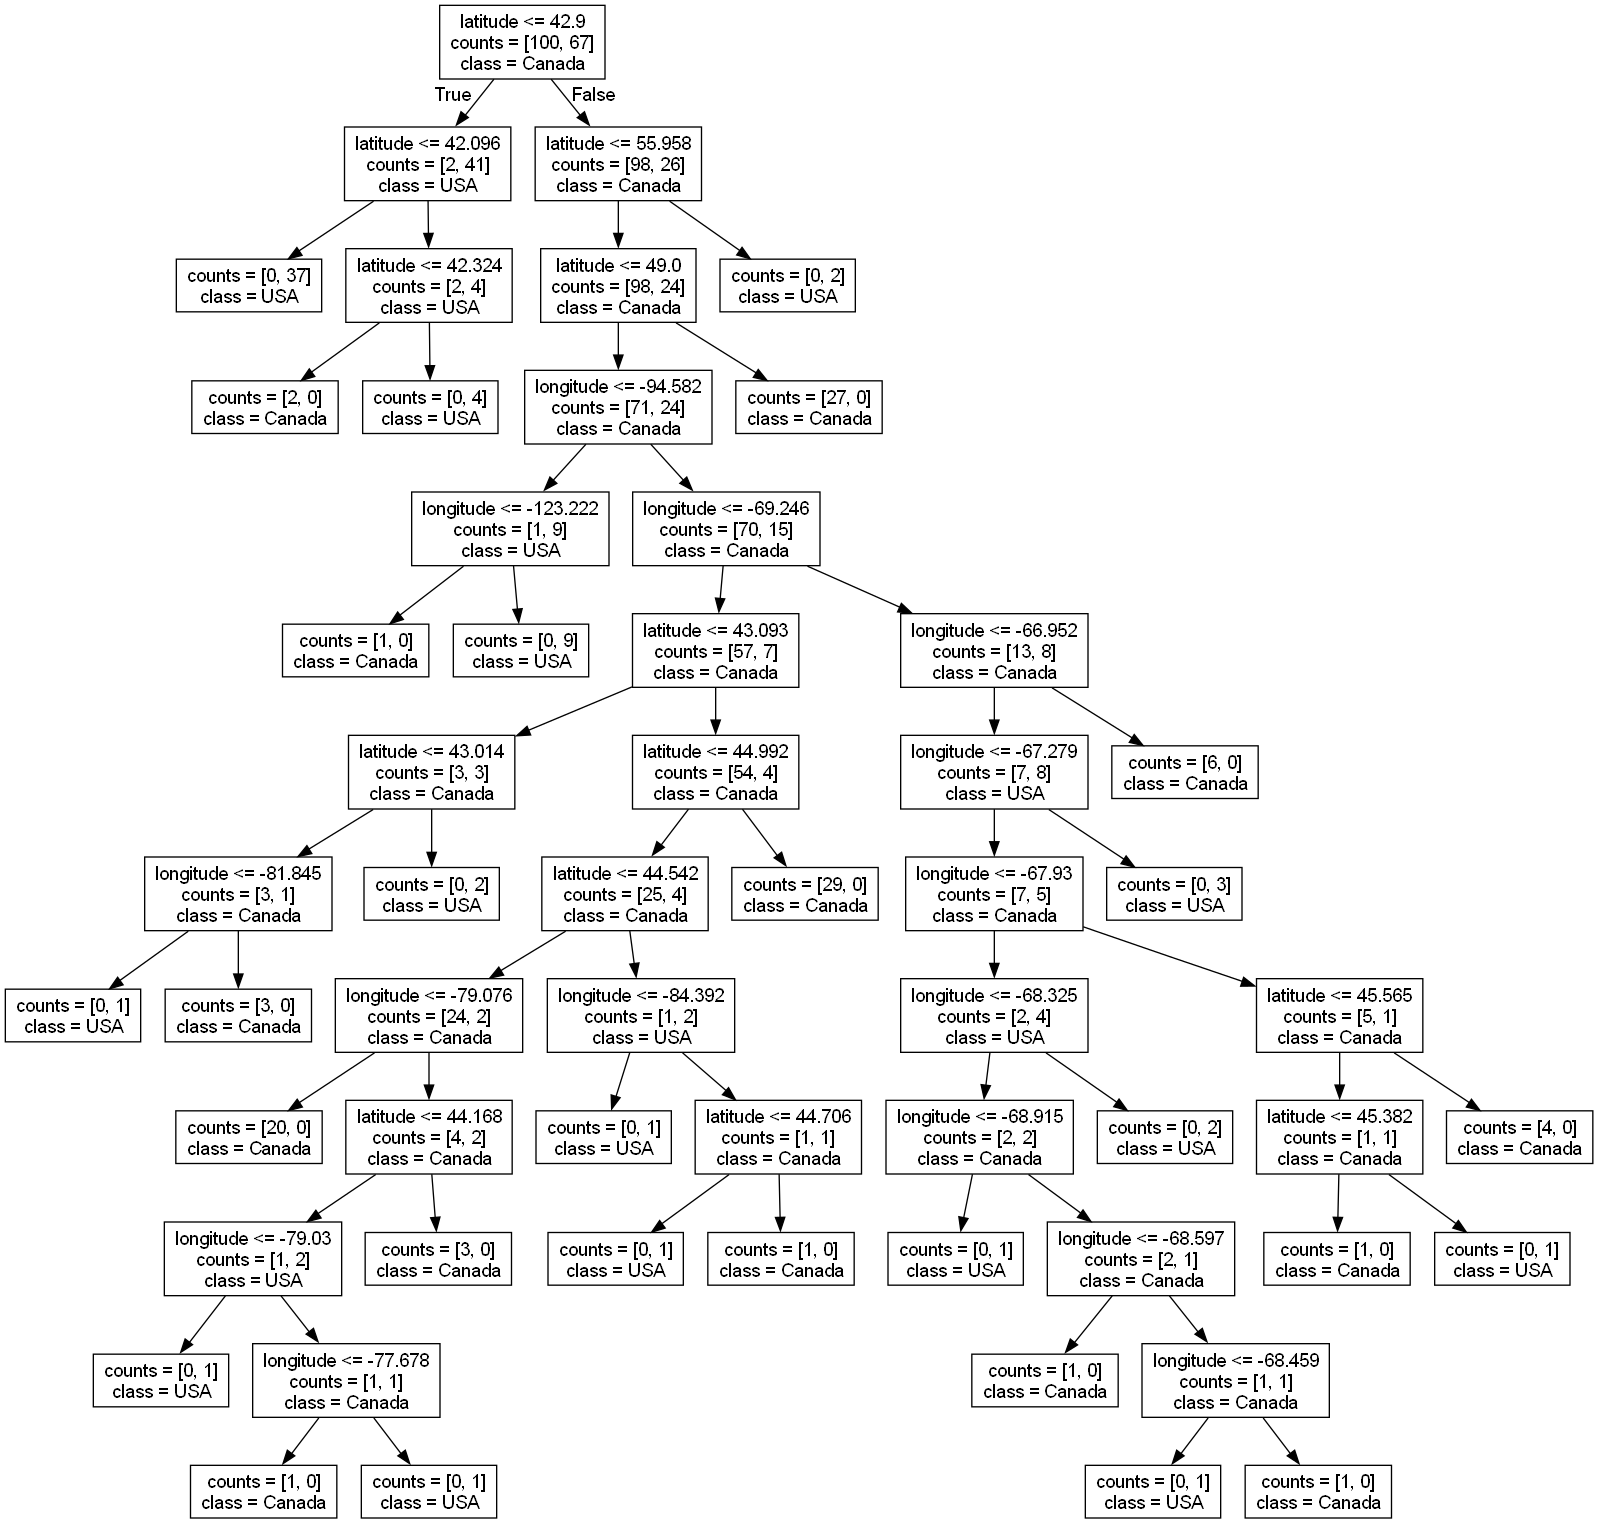 latitude <= 42.9
counts = [100, 67]
class = Canada
True
False
latitude <= 42.096
counts = [2, 41]
class = USA
latitude <= 55.958
counts = [98, 26]
class = Canada
counts = [0, 37]
class = USA
latitude <= 42.324
counts = [2, 4]
class = USA
latitude <= 49.0
counts = [98, 24]
class = Canada
counts = [0, 2]
class = USA
counts = [2, 0]
class = Canada
counts = [0, 4]
class = USA
longitude <= -94.582
counts = [71, 24]
class = Canada
counts = [27, 0]
class = Canada
longitude <= -123.222
counts = [1, 9]
class = USA
longitude <= -69.246
counts = [70, 15]
class = Canada
counts = [1, 0]
class = Canada
counts = [0, 9]
class = USA
latitude <= 43.093
counts = [57, 7]
class = Canada
longitude <= -66.952
counts = [13, 8]
class = Canada
latitude <= 43.014
counts = [3, 3]
class = Canada
latitude <= 44.992
counts = [54, 4]
class = Canada
longitude <= -67.279
counts = [7, 8]
class = USA
counts = [6, 0]
class = Canada
longitude <= -81.845
counts = [3, 1]
class = Canada
counts = [0, 2]
class = USA
latitude <= 44.542
counts = [25, 4]
class = Canada
counts = [29, 0]
class = Canada
longitude <= -67.93
counts = [7, 5]
class = Canada
counts = [0, 3]
class = USA
counts = [0, 1]
class = USA
counts = [3, 0]
class = Canada
longitude <= -79.076
counts = [24, 2]
class = Canada
longitude <= -84.392
counts = [1, 2]
class = USA
longitude <= -68.325
counts = [2, 4]
class = USA
latitude <= 45.565
counts = [5, 1]
class = Canada
counts = [20, 0]
class = Canada
latitude <= 44.168
counts = [4, 2]
class = Canada
counts = [0, 1]
class = USA
latitude <= 44.706
counts = [1, 1]
class = Canada
longitude <= -68.915
counts = [2, 2]
class = Canada
counts = [0, 2]
class = USA
latitude <= 45.382
counts = [1, 1]
class = Canada
counts = [4, 0]
class = Canada
longitude <= -79.03
counts = [1, 2]
class = USA
counts = [3, 0]
class = Canada
counts = [0, 1]
class = USA
counts = [1, 0]
class = Canada
counts = [0, 1]
class = USA
longitude <= -68.597
counts = [2, 1]
class = Canada
counts = [1, 0]
class = Canada
counts = [0, 1]
class = USA
counts = [0, 1]
class = USA
longitude <= -77.678
counts = [1, 1]
class = Canada
counts = [1, 0]
class = Canada
longitude <= -68.459
counts = [1, 1]
class = Canada
counts = [1, 0]
class = Canada
counts = [0, 1]
class = USA
counts = [0, 1]
class = USA
counts = [1, 0]
class = Canada